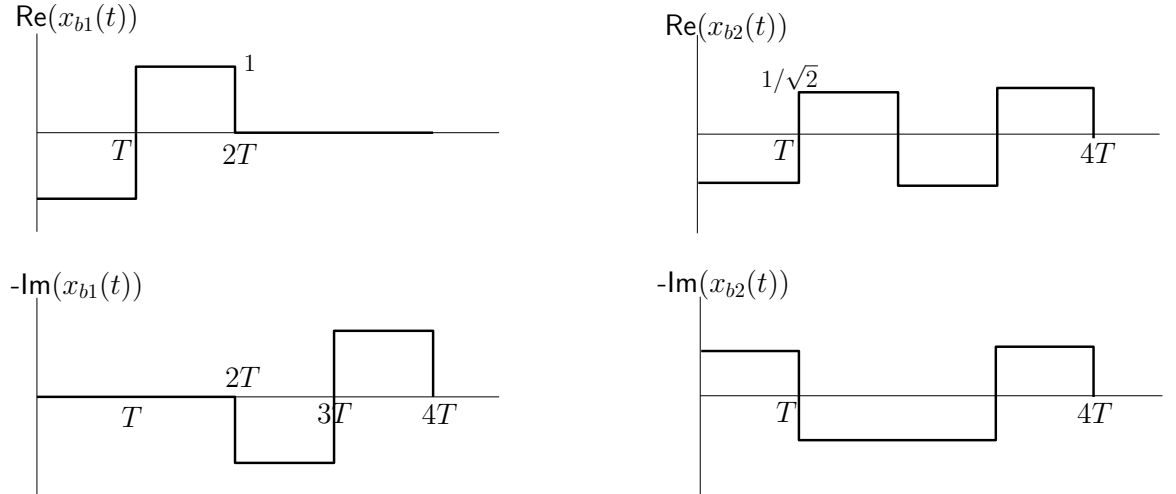 Re(x_{b1}(t))
1
T
2T
-Im(x_{b1}(t))
2T
T
3T
4T
Re(x_{b2}(t))
1/√2
T
4T
-Im(x_{b2}(t))
T
4T